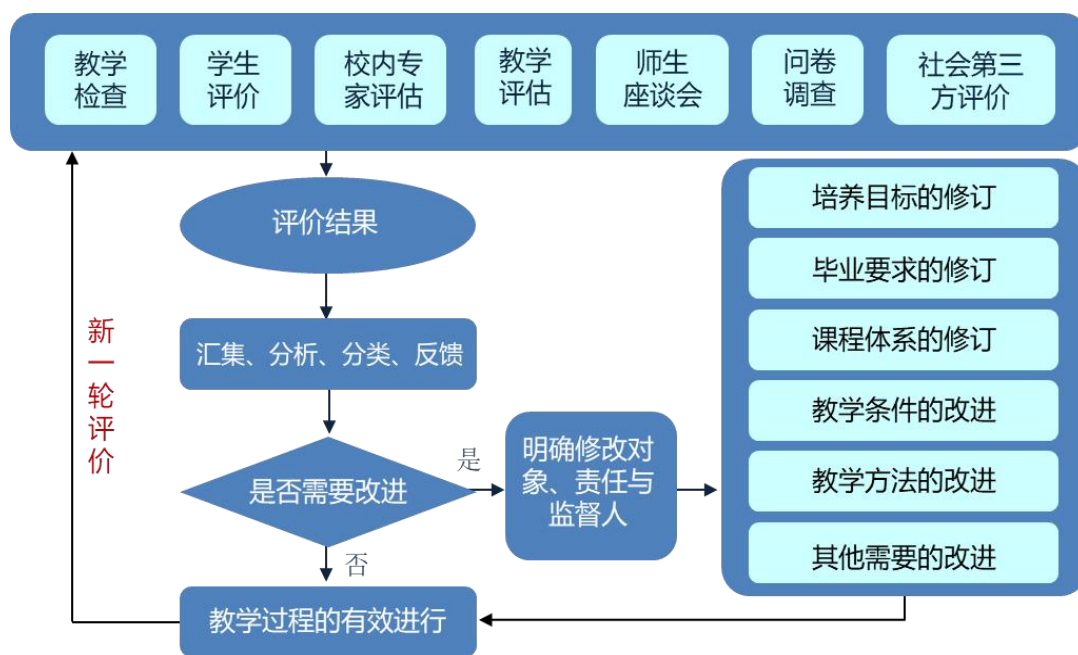 教学
检查
学生
评价
校内专
家评估
教学
评估
师生
座谈会
问卷
调查
社会第三
方评价
评价结果
汇集、分析、分类、反馈
是否需要改进
是
否
明确修改对
象、责任与
监督人
培养目标的修订
毕业要求的修订
课程体系的修订
教学条件的改进
教学方法的改进
其他需要的改进
教学过程的有效进行
新
一
轮
评
价